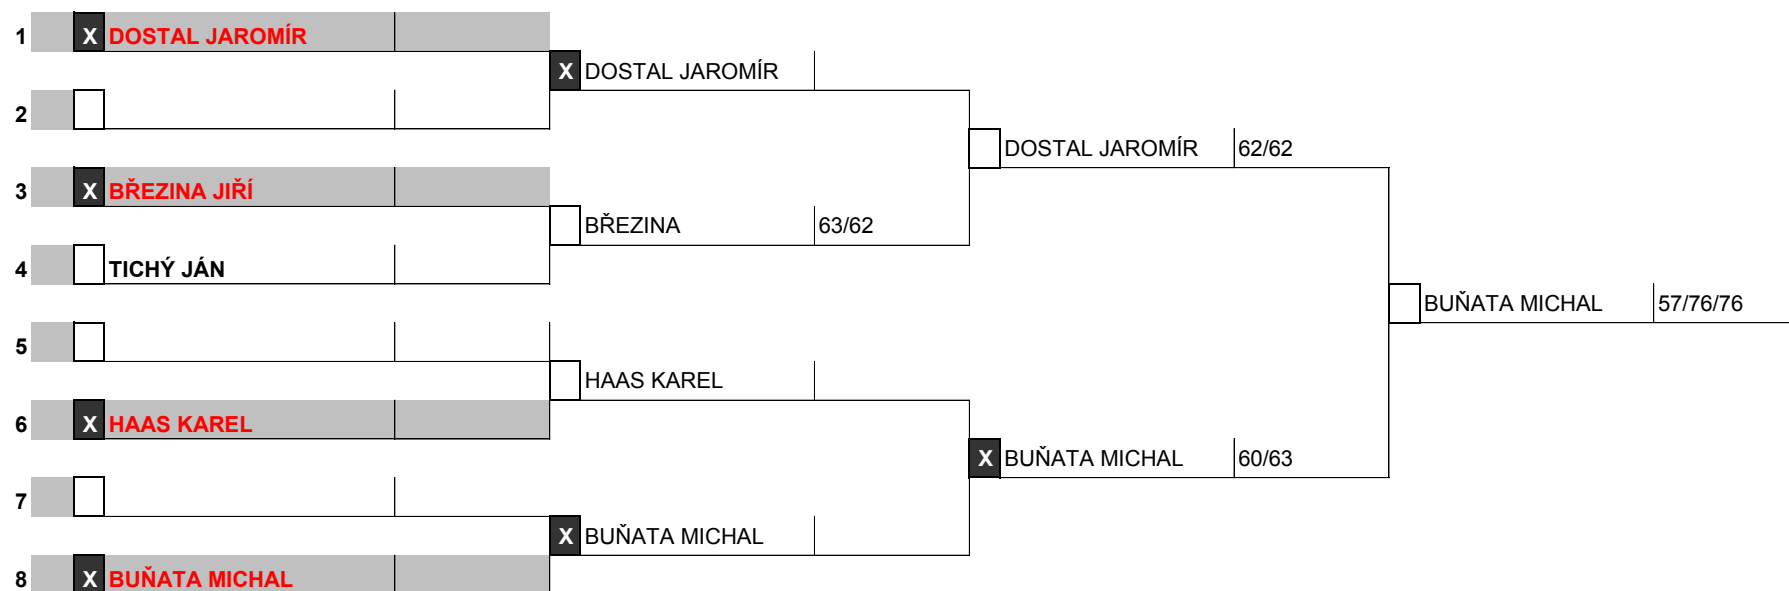 1 X DOSTAL JAROMÍR
X DOSTAL JAROMÍR
2
DOSTAL JAROMÍR 62/62
3 X BŘEZINA JIŘÍ
BŘEZINA 63/62
4 TICHÝ JÁN
BUŇATA MICHAL 57/76/76
5
HAAS KAREL
6 X HAAS KAREL
X BUŇATA MICHAL 60/63
7
X BUŇATA MICHAL
8 X BUŇATA MICHAL